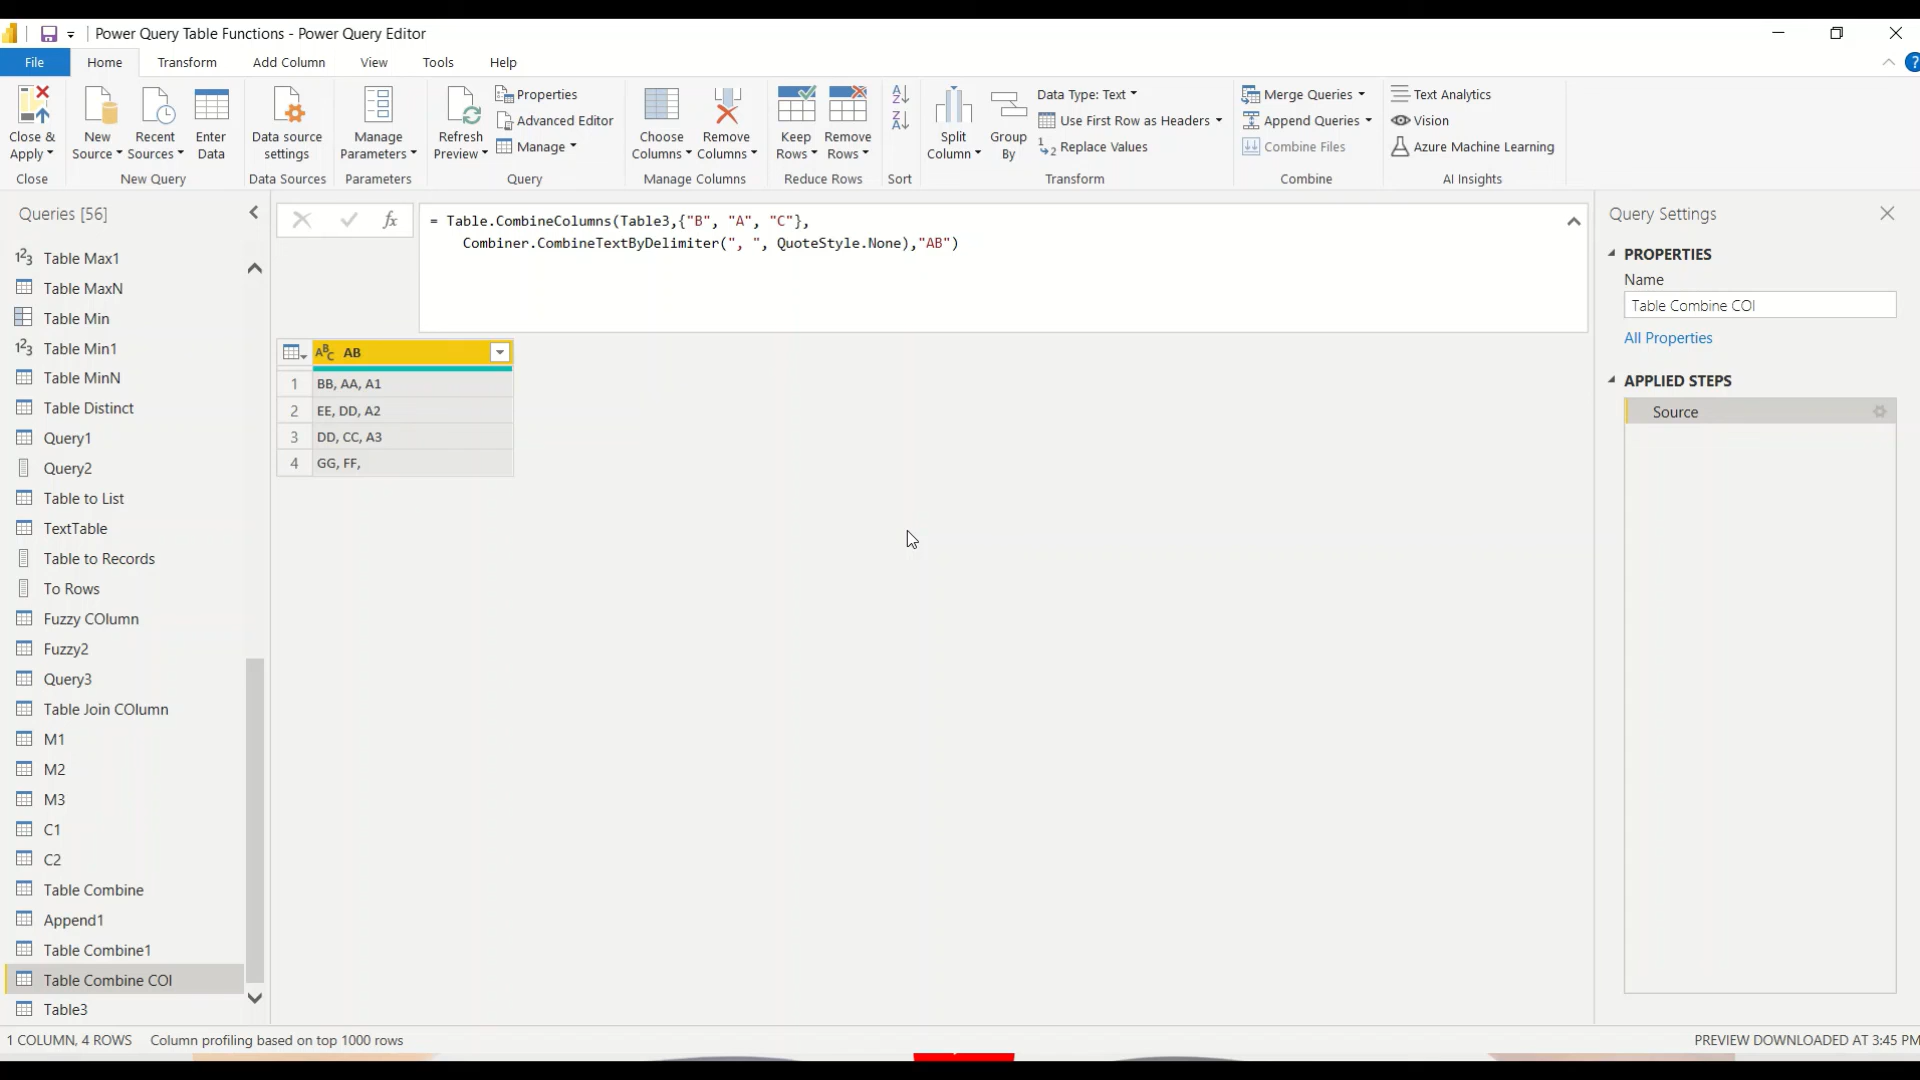 Power Query Table Functions - Power Query Editor
File
Home
Transform
Add Column
View
Tools
Help
?
Close & Apply
New Source
Recent Sources
Enter Data
Data source settings
Manage Parameters
Refresh Preview
Properties
Advanced Editor
Manage
Choose Columns
Remove Columns
Keep Rows
Remove Rows
Split Column
Group By
Data Type: Text
Use First Row as Headers
Replace Values
Merge Queries
Append Queries
Combine Files
Text Analytics
Vision
Azure Machine Learning
Close
New Query
Data Sources
Parameters
Query
Manage Columns
Reduce Rows
Sort
Transform
Combine
AI Insights
Queries [56]
Table Max1
Table MaxN
Table Min
Table Min1
Table MinN
Table Distinct
Query1
Query2
Table to List
TextTable
Table to Records
To Rows
Fuzzy COlumn
Fuzzy2
Query3
Table Join COlumn
M1
M2
M3
C1
C2
Table Combine
Append1
Table Combine1
Table Combine COl
Table3
fx
= Table.CombineColumns(Table3,{"B", "A", "C"},
Combiner.CombineTextByDelimiter(", ", QuoteStyle.None),"AB")
ABC AB
1 BB, AA, A1
2 EE, DD, A2
3 DD, CC, A3
4 GG, FF,
Query Settings
PROPERTIES
Name
Table Combine COl
All Properties
APPLIED STEPS
Source
1 COLUMN, 4 ROWS
Column profiling based on top 1000 rows
PREVIEW DOWNLOADED AT 3:45 PM